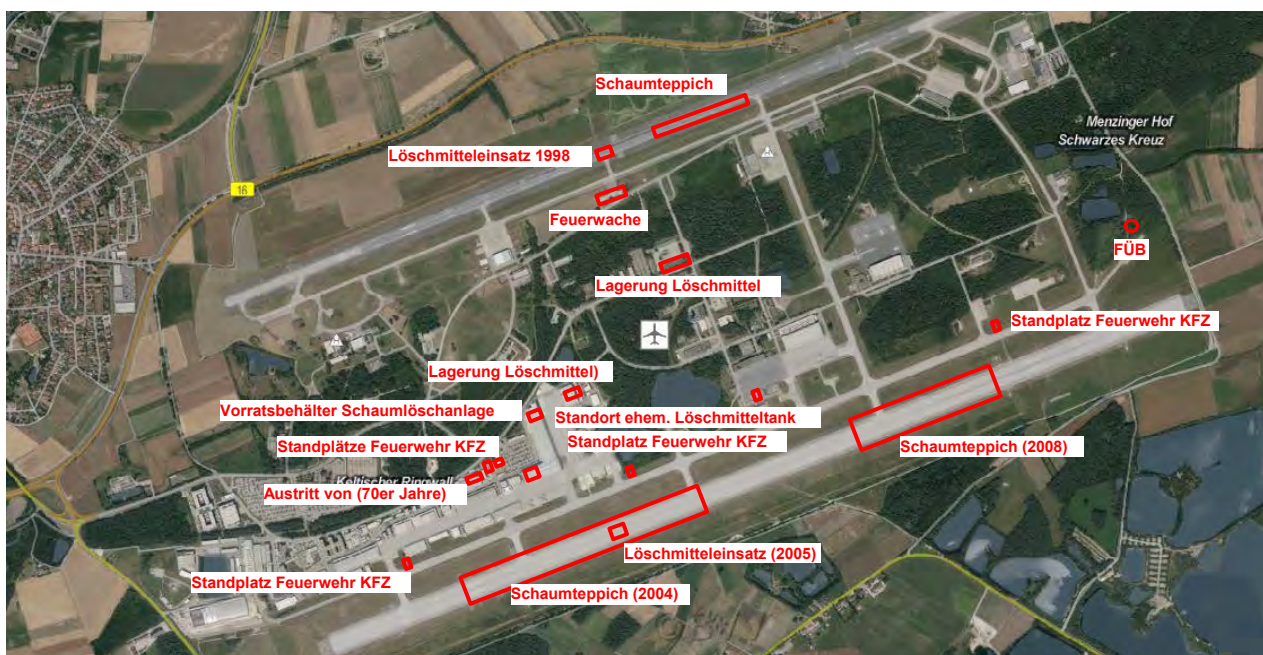 Schaumteppich
Menzinger Hof
Schwarzes Kreuz
Löschmitteleinsatz 1998
16
Feuerwache
FÜB
Lagerung Löschmittel
Standplatz Feuerwehr KFZ
Lagerung Löschmittel)
Vorratsbehälter Schaumlöschanlage
Standort ehem. Löschmitteltank
Standplätze Feuerwehr KFZ
Standplatz Feuerwehr KFZ
Schaumteppich (2008)
Keltischer Ringwall
Austritt von (70er Jahre)
Löschmitteleinsatz (2005)
Standplatz Feuerwehr KFZ
Schaumteppich (2004)